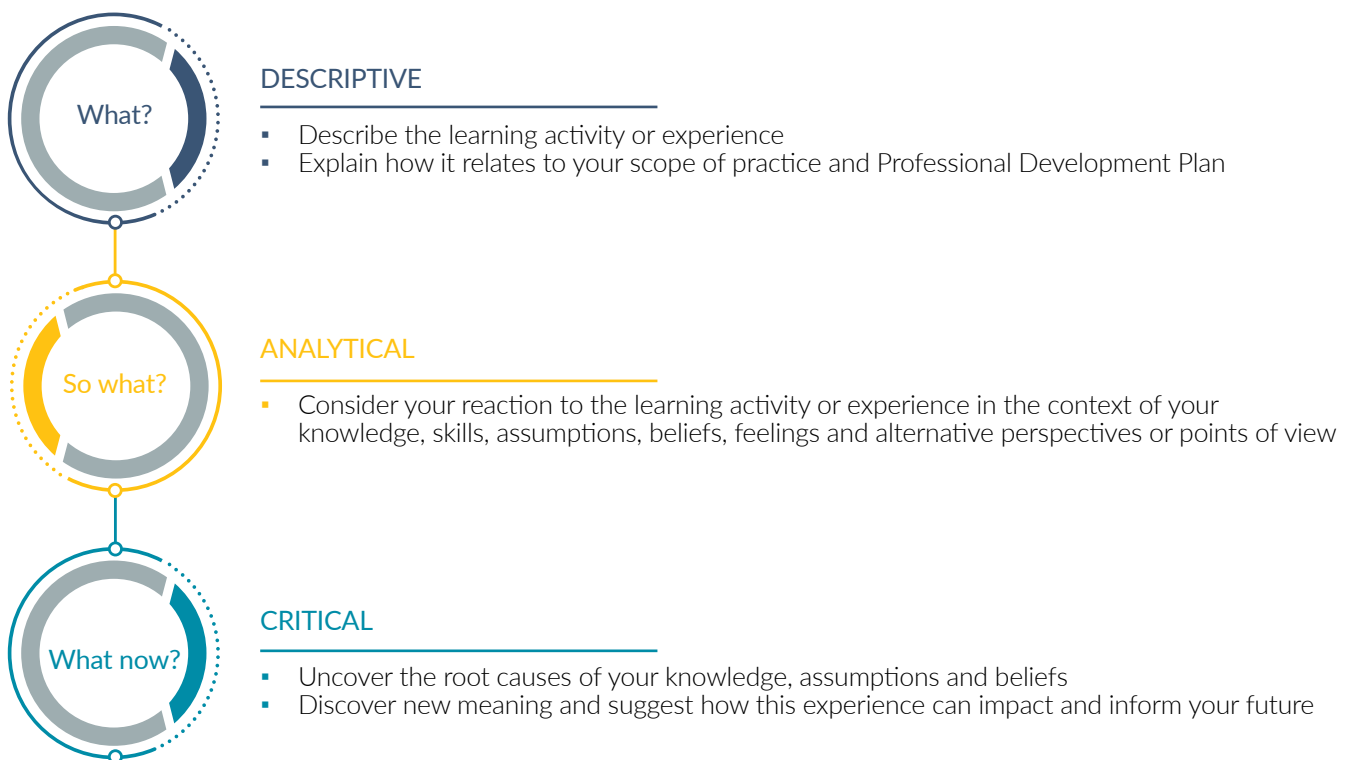 What?
DESCRIPTIVE
▪ Describe the learning activity or experience
▪ Explain how it relates to your scope of practice and Professional Development Plan
So what?
ANALYTICAL
▪ Consider your reaction to the learning activity or experience in the context of your
knowledge, skills, assumptions, beliefs, feelings and alternative perspectives or points of view
What now?
CRITICAL
▪ Uncover the root causes of your knowledge, assumptions and beliefs
▪ Discover new meaning and suggest how this experience can impact and inform your future